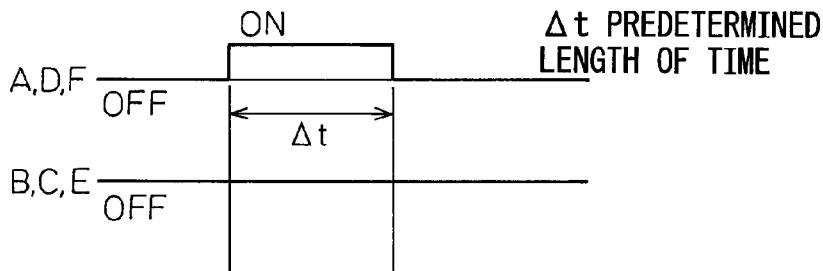 ON
Δt PREDETERMINED
LENGTH OF TIME
A,D,F
OFF
Δt
B,C,E
OFF